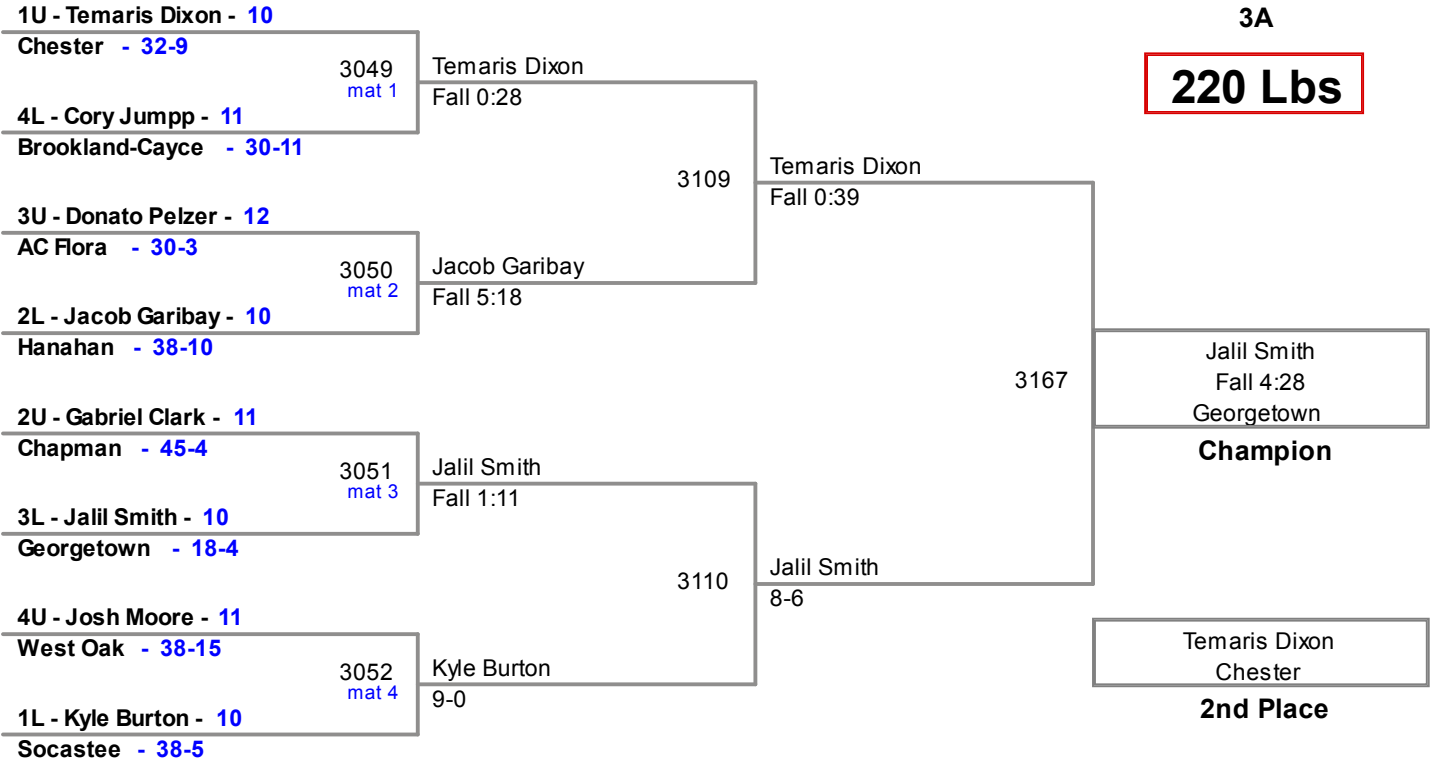 1U - Temaris Dixon - 10
Chester - 32-9
3049
mat 1
4L - Cory Jumpp - 11
Brookland-Cayce - 30-11
3U - Donato Pelzer - 12
AC Flora - 30-3
3050
mat 2
2L - Jacob Garibay - 10
Hanahan - 38-10
2U - Gabriel Clark - 11
Chapman - 45-4
3051
mat 3
3L - Jalil Smith - 10
Georgetown - 18-4
4U - Josh Moore - 11
West Oak - 38-15
3052
mat 4
1L - Kyle Burton - 10
Socastee - 38-5
Temaris Dixon
Fall 0:28
3109
Jacob Garibay
Fall 5:18
Jalil Smith
Fall 1:11
3110
Kyle Burton
9-0
Temaris Dixon
Fall 0:39
3167
Jalil Smith
8-6
3A
220 Lbs
Jalil Smith
Fall 4:28
Georgetown
Champion
Temaris Dixon
Chester
2nd Place